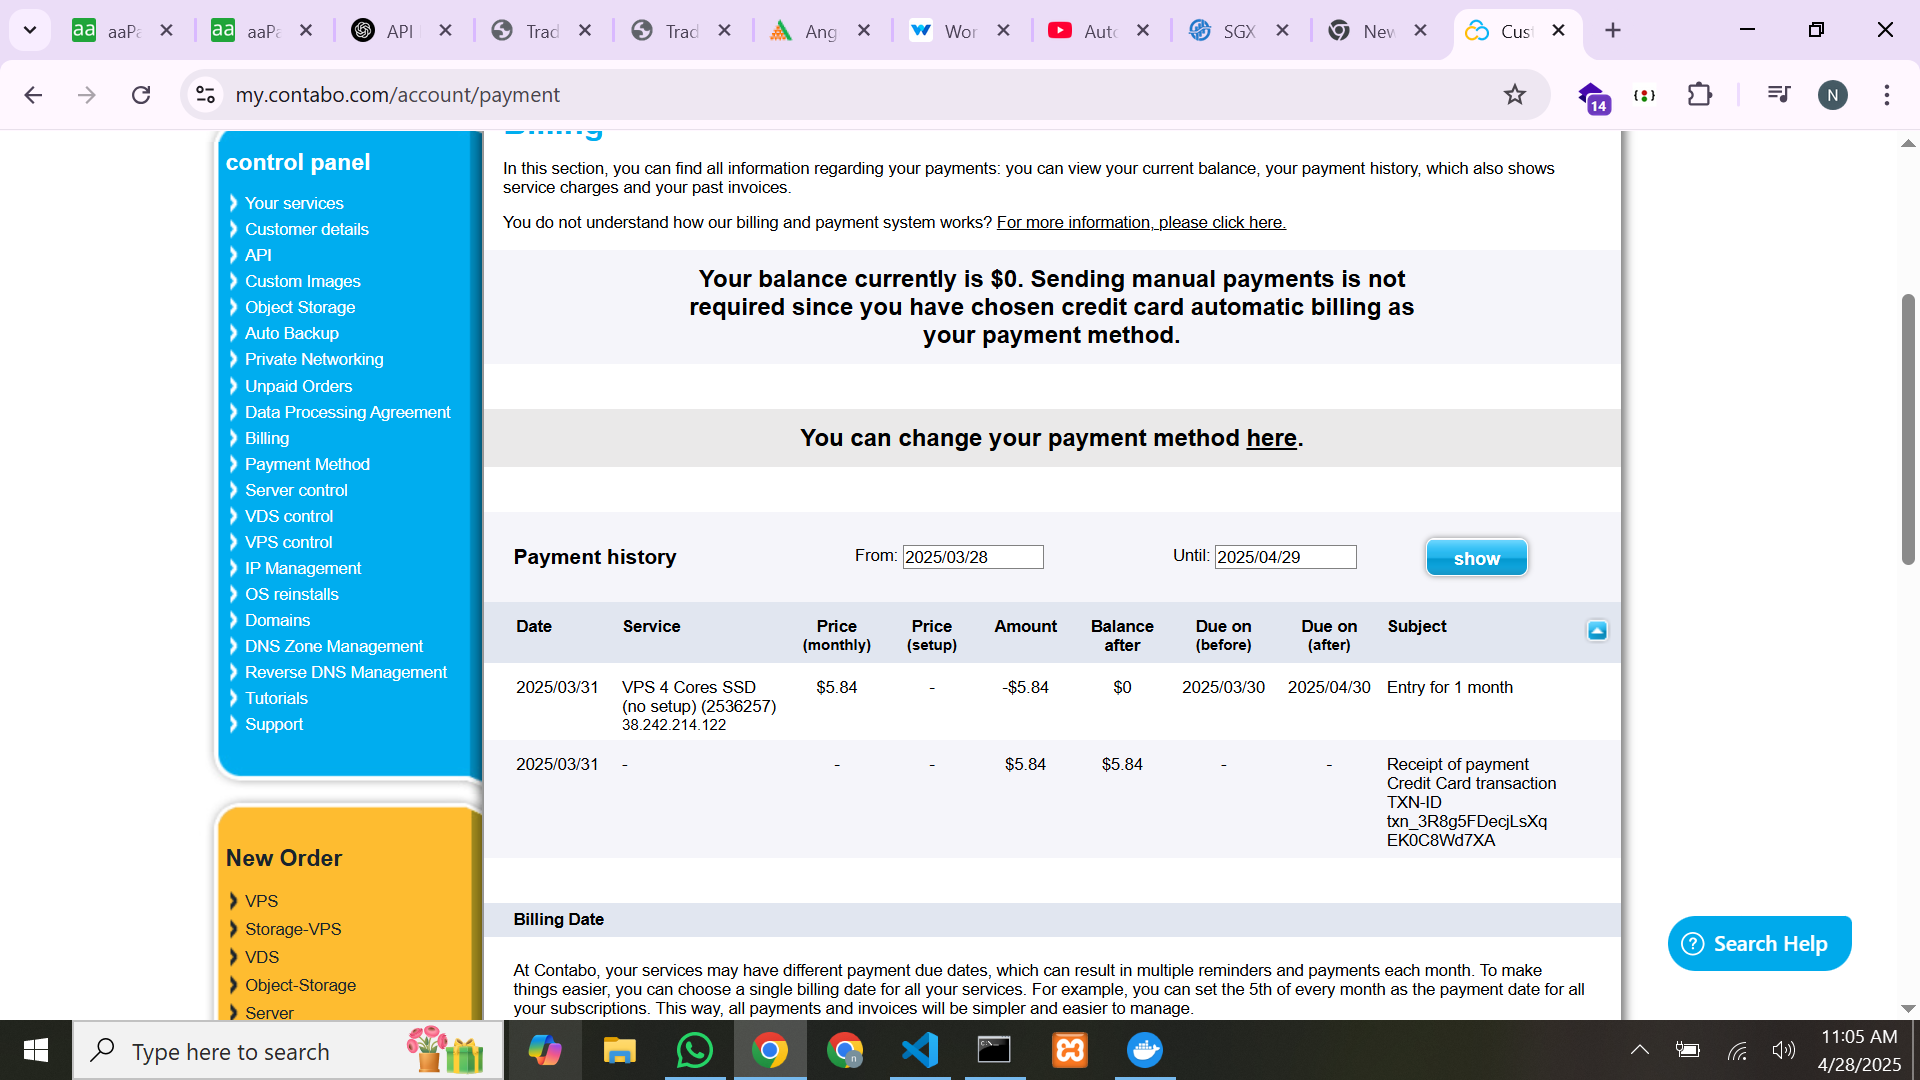 aaPa
aaPa
API
Trad
Trad
Ang
Wor
Auto
SGX
New
Cust
my.contabo.com/account/payment
14
N
control panel
Your services
Customer details
API
Custom Images
Object Storage
Auto Backup
Private Networking
Unpaid Orders
Data Processing Agreement
Billing
Payment Method
Server control
VDS control
VPS control
IP Management
OS reinstalls
Domains
DNS Zone Management
Reverse DNS Management
Tutorials
Support
New Order
VPS
Storage-VPS
VDS
Object-Storage
Server
Billing
In this section, you can find all information regarding your payments: you can view your current balance, your payment history, which also shows
service charges and your past invoices.
You do not understand how our billing and payment system works? For more information, please click here.
Your balance currently is $0. Sending manual payments is not
required since you have chosen credit card automatic billing as
your payment method.
You can change your payment method here.
Payment history From: 2025/03/28 Until: 2025/04/29 show
Date Service Price (monthly) Price (setup) Amount Balance after Due on (before) Due on (after) Subject
2025/03/31 VPS 4 Cores SSD $5.84 - -$5.84 $0 2025/03/30 2025/04/30 Entry for 1 month
(no setup) (2536257)
38.242.214.122
2025/03/31 - - - $5.84 $5.84 - - Receipt of payment
Credit Card transaction
TXN-ID
txn_3R8g5FDecjLsXq
EK0C8Wd7XA
Billing Date
At Contabo, your services may have different payment due dates, which can result in multiple reminders and payments each month. To make
things easier, you can choose a single billing date for all your services. For example, you can set the 5th of every month as the payment date for all
your subscriptions. This way, all payments and invoices will be simpler and easier to manage.
Search Help
Type here to search
11:05 AM
4/28/2025